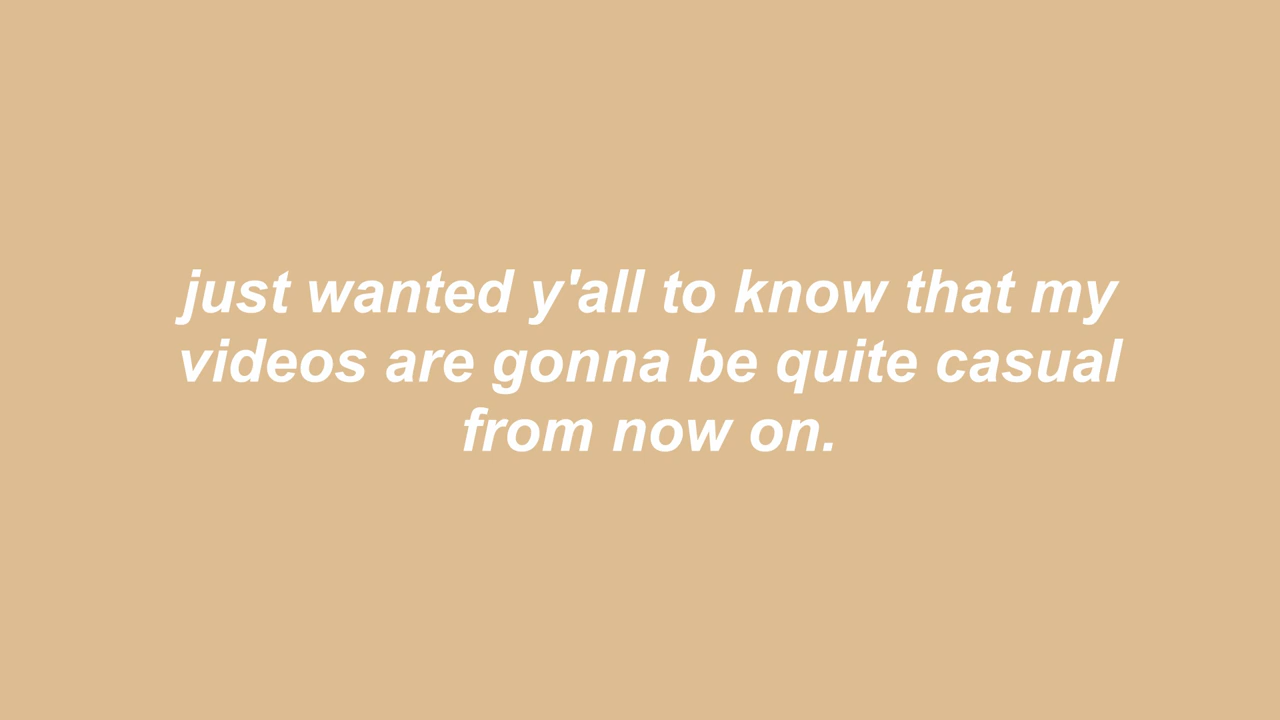 just wanted y'all to know that my
videos are gonna be quite casual
from now on.